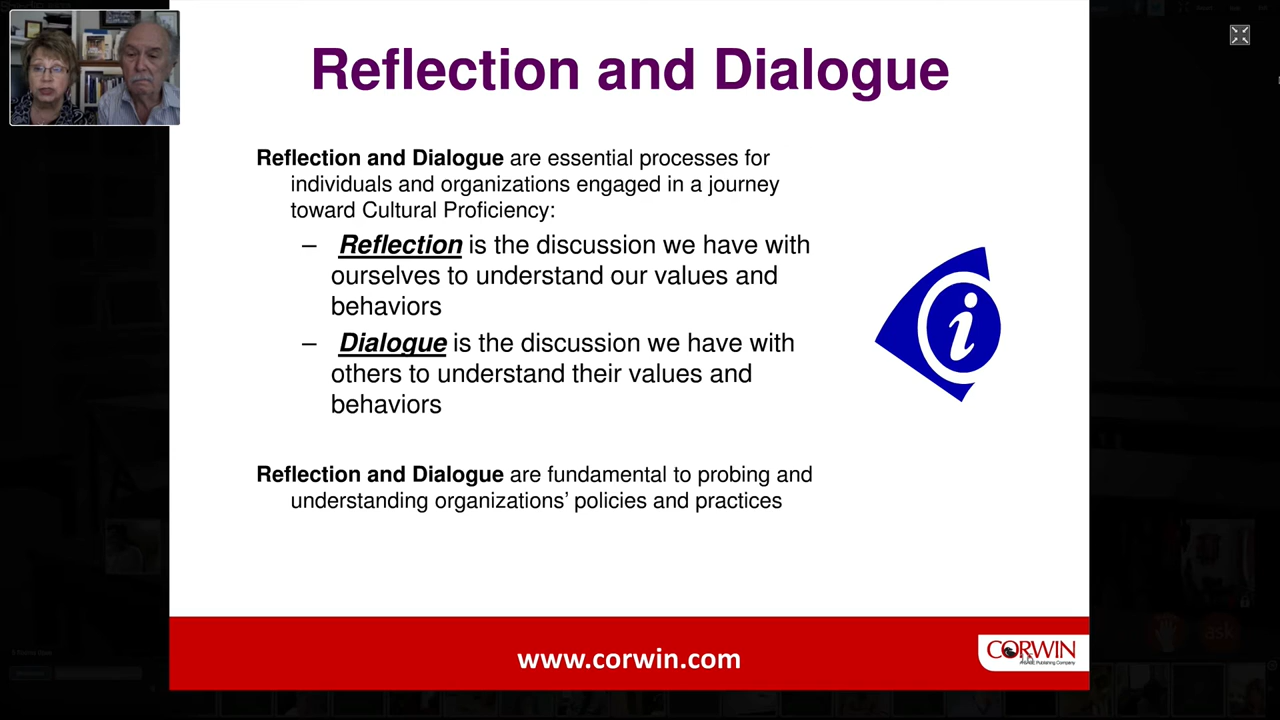 Reflection and Dialogue
Reflection and Dialogue are essential processes for
individuals and organizations engaged in a journey
toward Cultural Proficiency:
– Reflection is the discussion we have with
ourselves to understand our values and
behaviors
– Dialogue is the discussion we have with
others to understand their values and
behaviors
i
Reflection and Dialogue are fundamental to probing and
understanding organizations’ policies and practices
www.corwin.com
CORWIN
ask